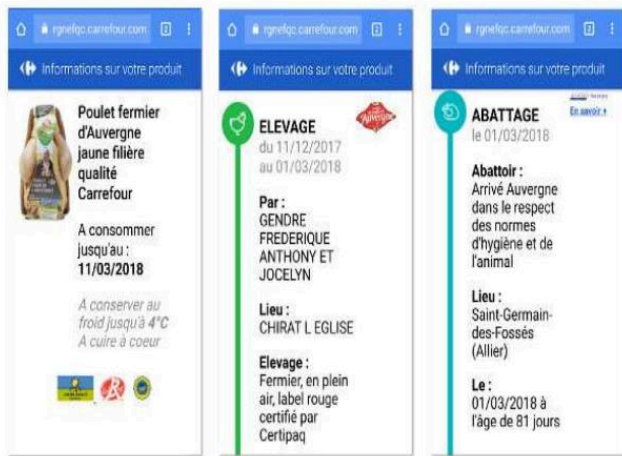 rgnefqc.carrefour.com
2
Informations sur votre produit
Poulet fermier
d'Auvergne
jaune filière
qualité
Carrefour
A consommer
jusqu'au :
11/03/2018
A conserver au
froid jusqu'à 4°C
A cuire à coeur
rgnefqc.carrefour.com
1
Informations sur votre produit
ELEVAGE
Auvergne
du 11/12/2017
au 01/03/2018
Par :
GENDRE
FREDERIQUE
ANTHONY ET
JOCELYN
Lieu :
CHIRAT L EGLISE
Elevage :
Fermier, en plein
air, label rouge
certifié par
Certipaq
rgnefqc.carrefour.com
2
Informations sur votre produit
ABATTAGE
En savoir +
le 01/03/2018
Abattoir :
Arrivé Auvergne
dans le respect
des normes
d'hygiène et de
l'animal
Lieu :
Saint-Germain-
des-Fossés
(Allier)
Le :
01/03/2018 à
l'âge de 81 jours